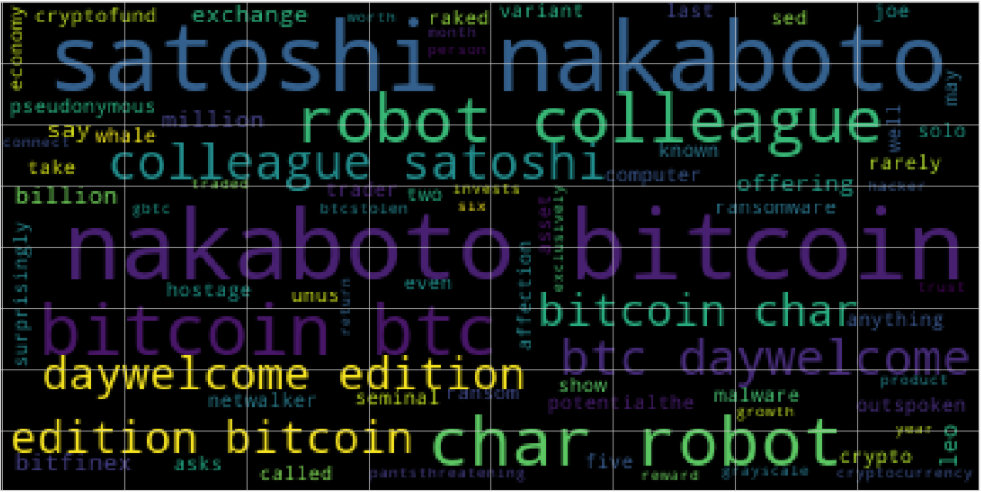 cryptofund exchange worth raked variant last sed joe
economy
satoshi nakaboto
month
person
pseudonymous million may
robot colleague
say whale well solo
connect
colleague satoshi known
take computer rarely
traded trader two invests offering hacker
billion
gbtc btcstolen six asset ransomware
exclusively
nakaboto bitcoin
surprisingly
hostage unus return even affection trust
bitcoin btc
bitcoin char anything
btc daywelcome
daywelcome edition
netwalker seminal ransom show malware product
potentialthe growth outspoken
edition bitcoin
char robot
year
leo
bitfinex asks called pantsthreatening five reward grayscale crypto
cryptocurrency